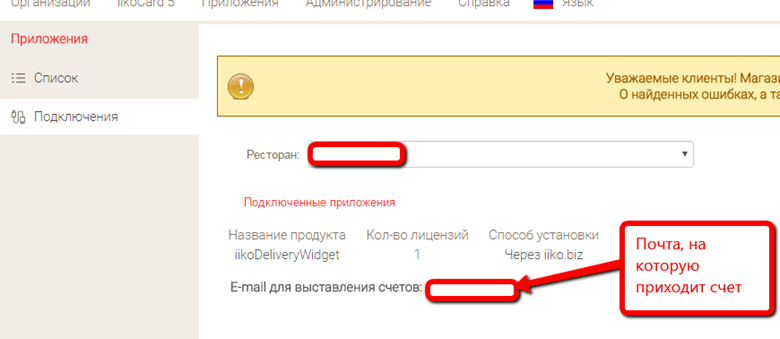 Организации iikoCard 5 Приложения Администрирование Справка Язык
Приложения
Список
Подключения
Уважаемые клиенты! Магази
О найденных ошибках, а та
Ресторан:
Подключенные приложения
Название продукта Кол-во лицензий Способ установки
iikoDeliveryWidget 1 Через iiko.biz
E-mail для выставления счетов:
Почта, на
которую
приходит счет